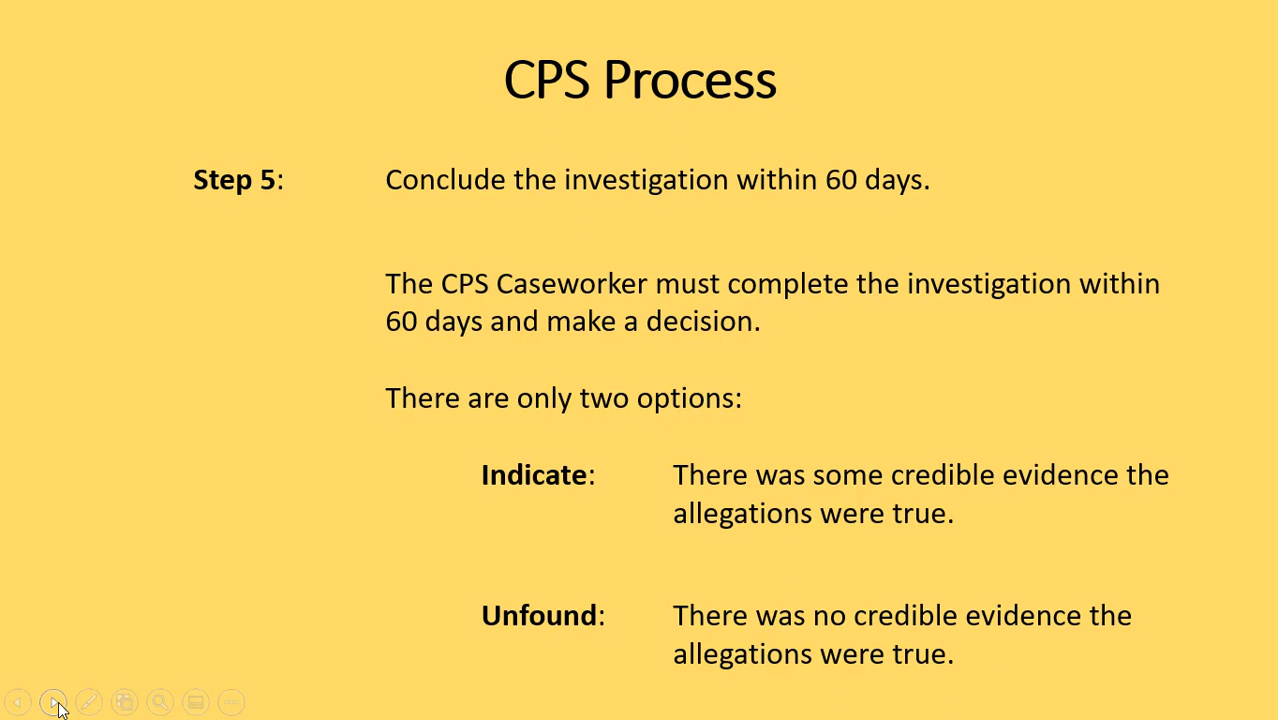 CPS Process
Step 5: Conclude the investigation within 60 days.
The CPS Caseworker must complete the investigation within
60 days and make a decision.
There are only two options:
Indicate: There was some credible evidence the
allegations were true.
Unfound: There was no credible evidence the
allegations were true.